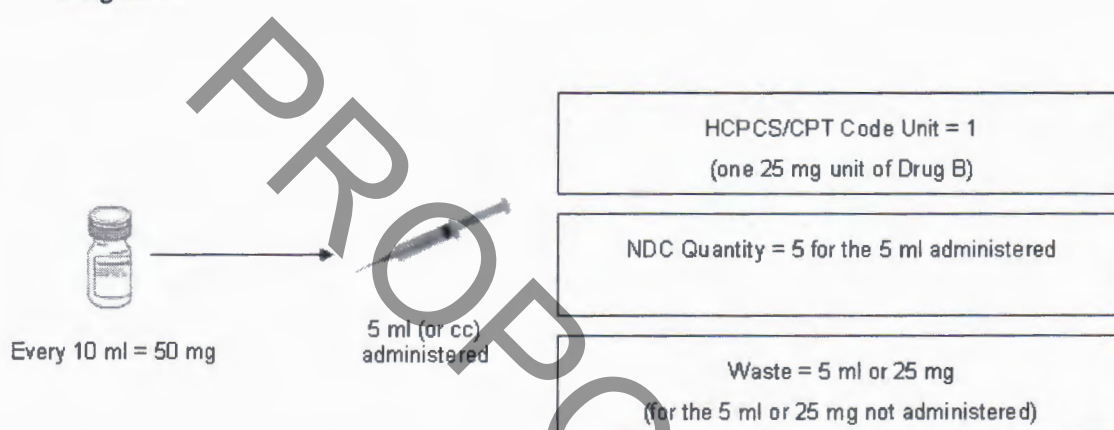 Every 10 ml = 50 mg
5 ml (or cc)
administered
HCPCS/CPT Code Unit = 1
(one 25 mg unit of Drug B)
NDC Quantity = 5 for the 5 ml administered
Waste = 5 ml or 25 mg
(for the 5 ml or 25 mg not administered)